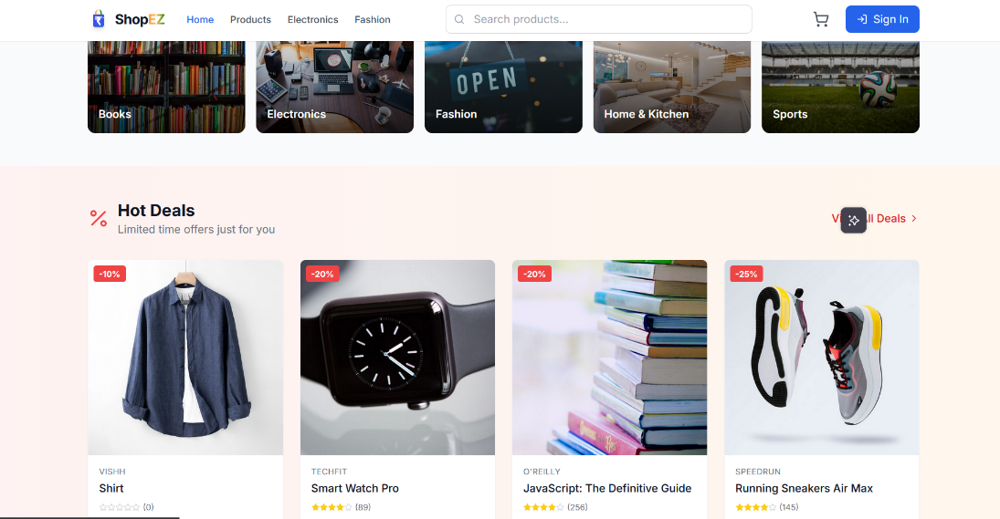 ShopEZ
Home Products Electronics Fashion
Search products...
Sign In
Books
Electronics
OPEN
Fashion
Home & Kitchen
Sports
Hot Deals
Limited time offers just for you
All Deals
-10%
-20%
-20%
-25%
VISHH
Shirt
(0)
TECHFIT
Smart Watch Pro
(89)
O'REILLY
JavaScript: The Definitive Guide
(256)
SPEEDRUN
Running Sneakers Air Max
(145)